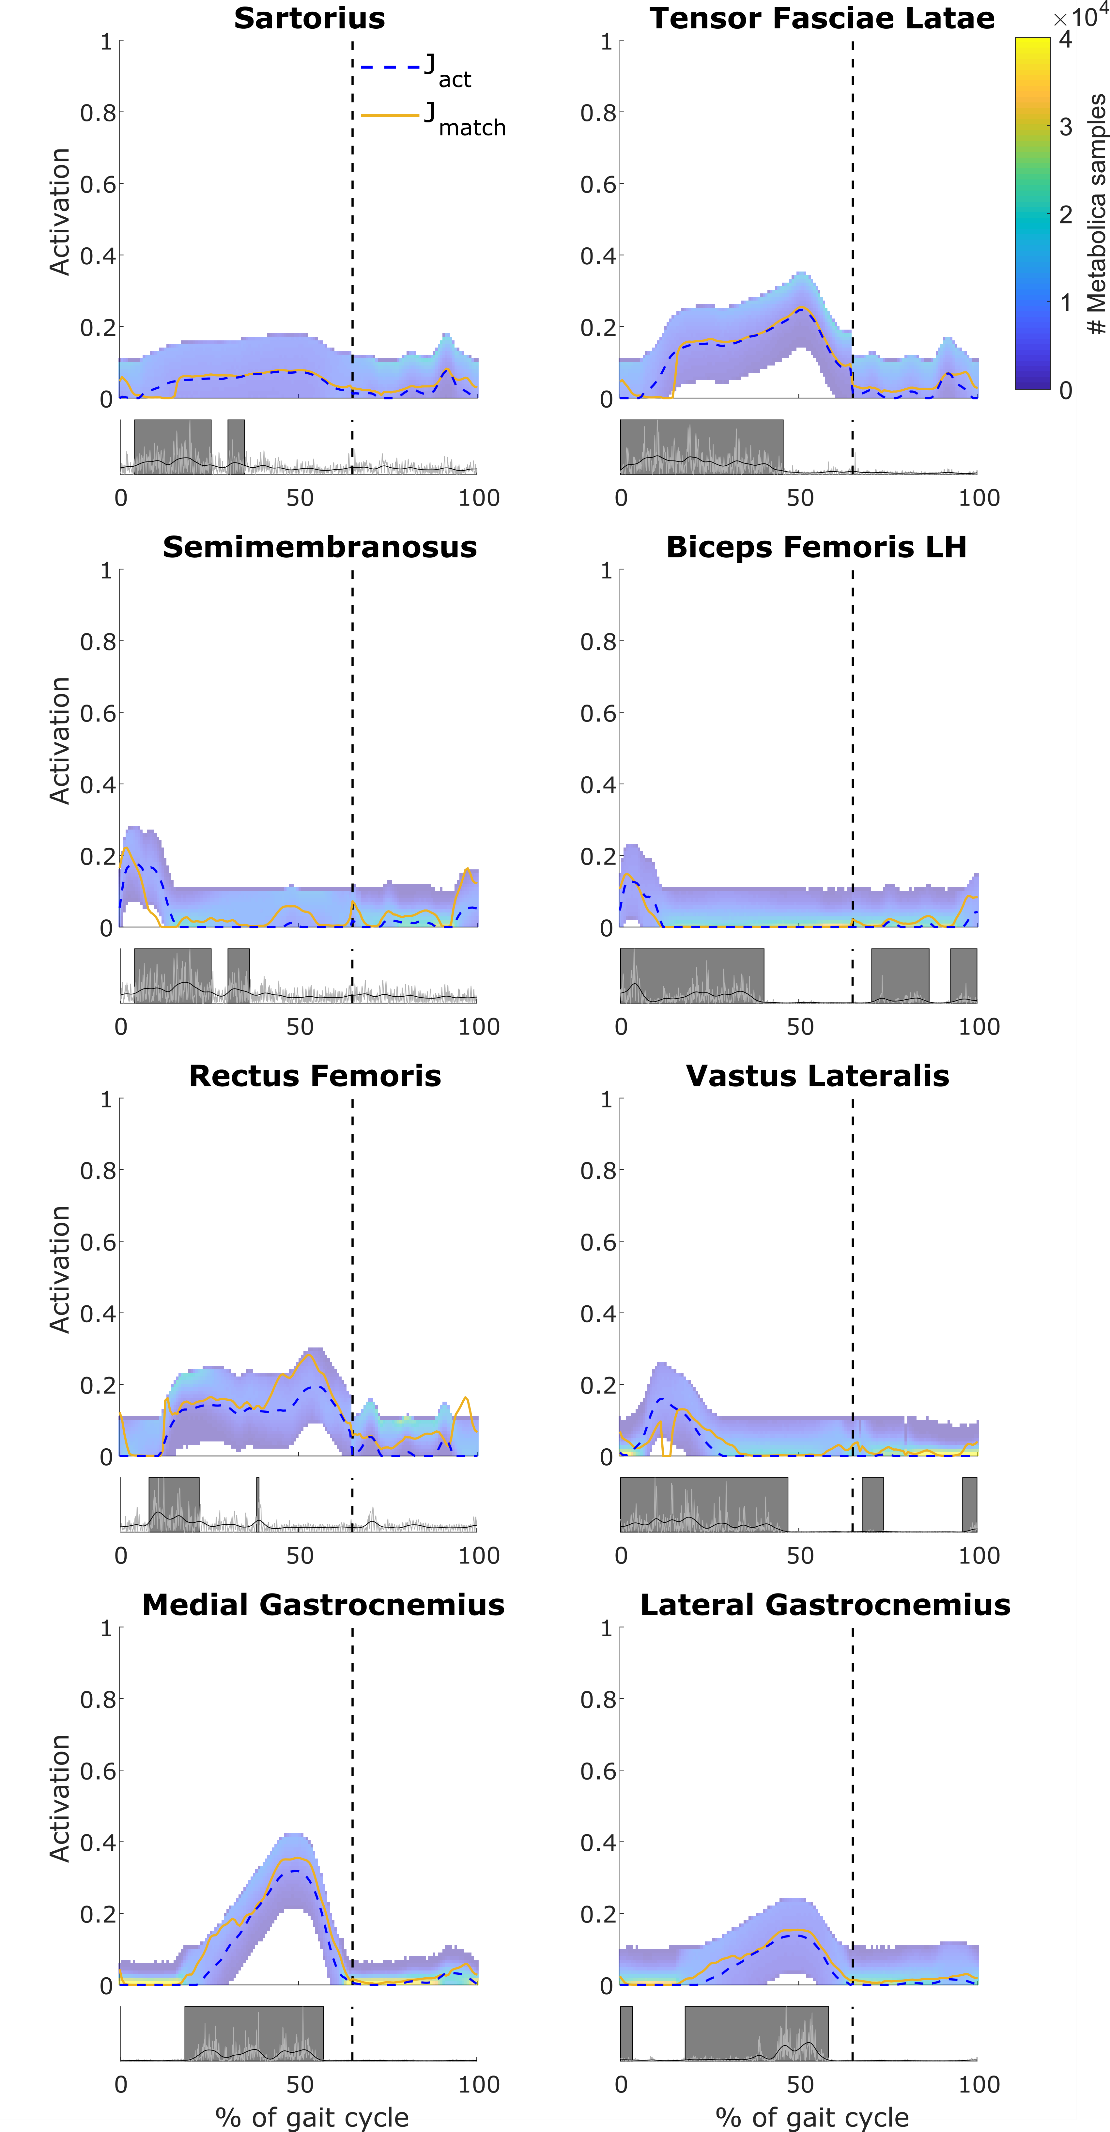 Sartorius
Tensor Fasciae Latae
×10⁴
1
0.8
0.6
0.4
0.2
0
Activation
J_act
J_match
1
0.8
0.6
0.4
0.2
0
4
3
2
1
0
# Metabolica samples
0 50 100
0 50 100
Semimembranosus
Biceps Femoris LH
1
0.8
0.6
0.4
0.2
0
Activation
1
0.8
0.6
0.4
0.2
0
0 50 100
0 50 100
Rectus Femoris
Vastus Lateralis
1
0.8
0.6
0.4
0.2
0
Activation
1
0.8
0.6
0.4
0.2
0
0 50 100
0 50 100
Medial Gastrocnemius
Lateral Gastrocnemius
1
0.8
0.6
0.4
0.2
0
Activation
1
0.8
0.6
0.4
0.2
0
0 50 100
0 50 100
% of gait cycle
% of gait cycle